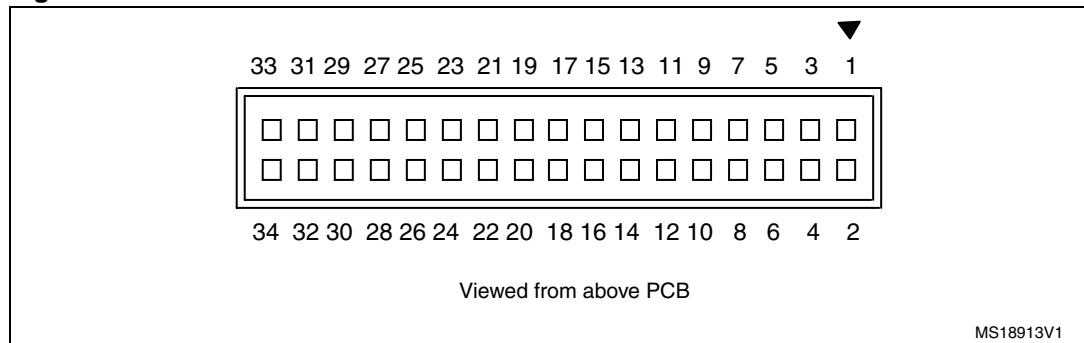 33 31 29 27 25 23 21 19 17 15 13 11 9 7 5 3 1
34 32 30 28 26 24 22 20 18 16 14 12 10 8 6 4 2
Viewed from above PCB
MS18913V1